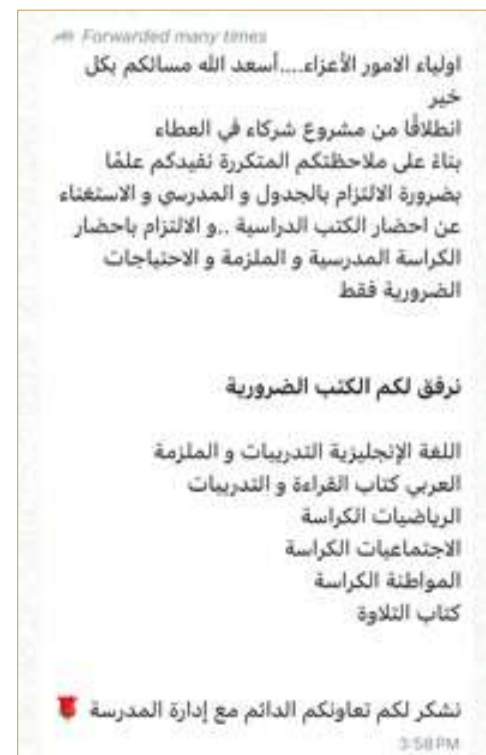 Forwarded many times
اولياء الامور الأعزاء....أسعد الله مسائكم بكل
خير
انطلاقًا من مشروع شركاء في العطاء
بناءً على ملاحظتكم المتكررة نفيدكم علمًا
بضرورة الالتزام بالجدول و المدرسي و الاستغناء
عن احضار الكتب الدراسية ..و الالتزام باحضار
الكراسة المدرسية و الملزمة و الاحتياجات
الضرورية فقط
نرفق لكم الكتب الضرورية
اللغة الإنجليزية التدريبات و الملزمة
العربي كتاب القراءة و التدريبات
الرياضيات الكراسة
الاجتماعيات الكراسة
المواطنة الكراسة
كتاب التلاوة
نشكر لكم تعاونكم الدائم مع إدارة المدرسة 🌹
3:58 PM